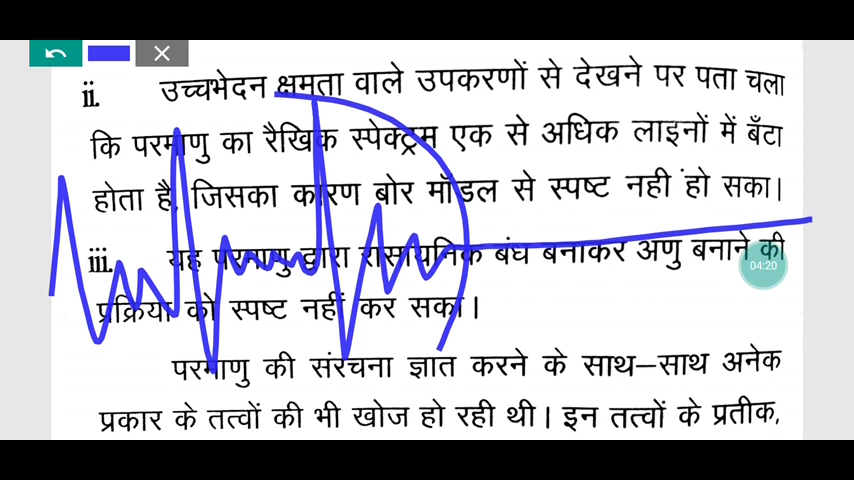 ii. उच्चभेदन क्षमता वाले उपकरणों से देखने पर पता चला
कि परमाणु का रैखिक स्पेक्ट्रम एक से अधिक लाइनों में बँटा
होता है, जिसका कारण बोर मॉडल से स्पष्ट नही ंहो सका।
iii. यह परमाणु द्वारा रासायनिक बंध बनाकर अणु बनाने की
04:20
प्रक्रिया को स्पष्ट नहीं कर सका।
परमाणु की संरचना ज्ञात करने के साथ–साथ अनेक
प्रकार के तत्वों की भी खोज हो रही थी। इन तत्वों के प्रतीक,